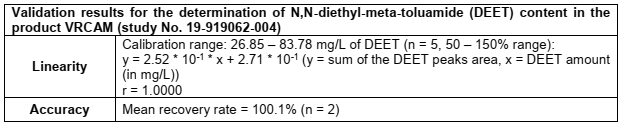 Validation results for the determination of N,N-diethyl-meta-toluamide (DEET) content in the
product VRCAM (study No. 19-919062-004)
Linearity
Calibration range: 26.85 – 83.78 mg/L of DEET (n = 5, 50 – 150% range):
y = 2.52 * 10⁻¹ * x + 2.71 * 10⁻¹ (y = sum of the DEET peaks area, x = DEET amount
(in mg/L))
r = 1.0000
Accuracy
Mean recovery rate = 100.1% (n = 2)